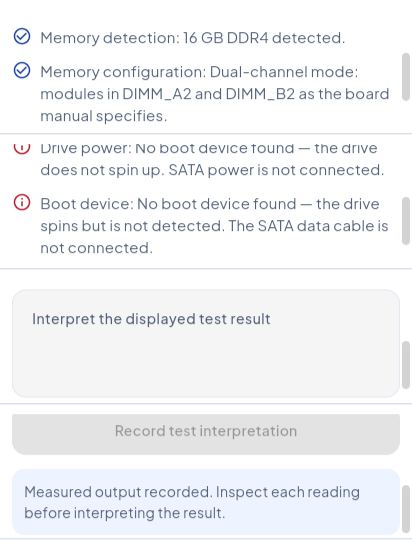 Memory detection: 16 GB DDR4 detected.
Memory configuration: Dual-channel mode:
modules in DIMM_A2 and DIMM_B2 as the board
manual specifies.
Drive power: No boot device found — the drive
does not spin up. SATA power is not connected.
Boot device: No boot device found — the drive
spins but is not detected. The SATA data cable is
not connected.
Interpret the displayed test result
Record test interpretation
Measured output recorded. Inspect each reading
before interpreting the result.